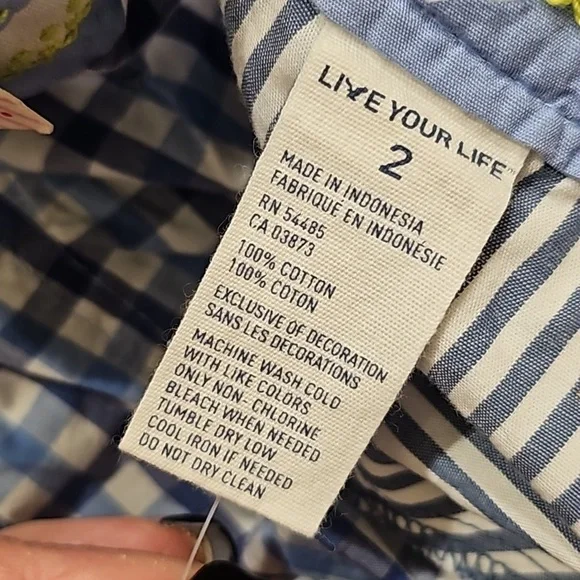 LIVE YOUR LIFE™
2
MADE IN INDONESIA
FABRIQUE EN INDONÉSIE
RN 54485
CA 03873
100% COTTON
100% COTON
EXCLUSIVE OF DECORATION
SANS LES DECORATIONS
MACHINE WASH COLD
WITH LIKE COLORS
ONLY NON- CHLORINE
BLEACH WHEN NEEDED
TUMBLE DRY LOW
COOL IRON IF NEEDED
DO NOT DRY CLEAN